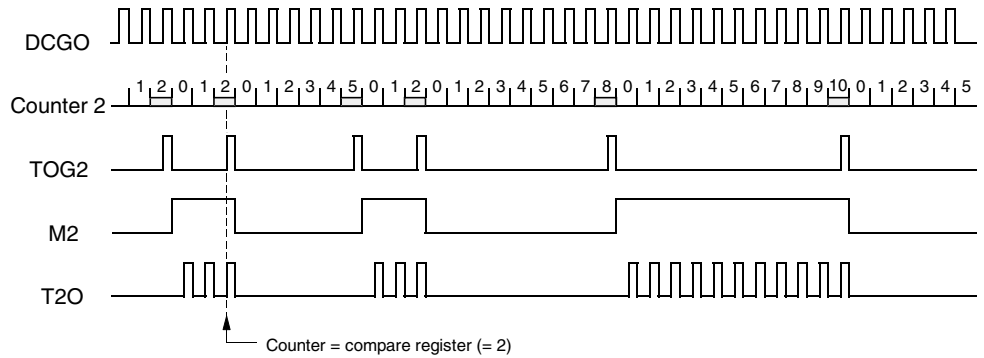 DCGO
Counter 2 1 2 0 1 2 0 1 2 3 4 5 0 1 2 0 1 2 3 4 5 6 7 8 0 1 2 3 4 5 6 7 8 9 10 0 1 2 3 4 5
TOG2
M2
T2O
Counter = compare register (= 2)